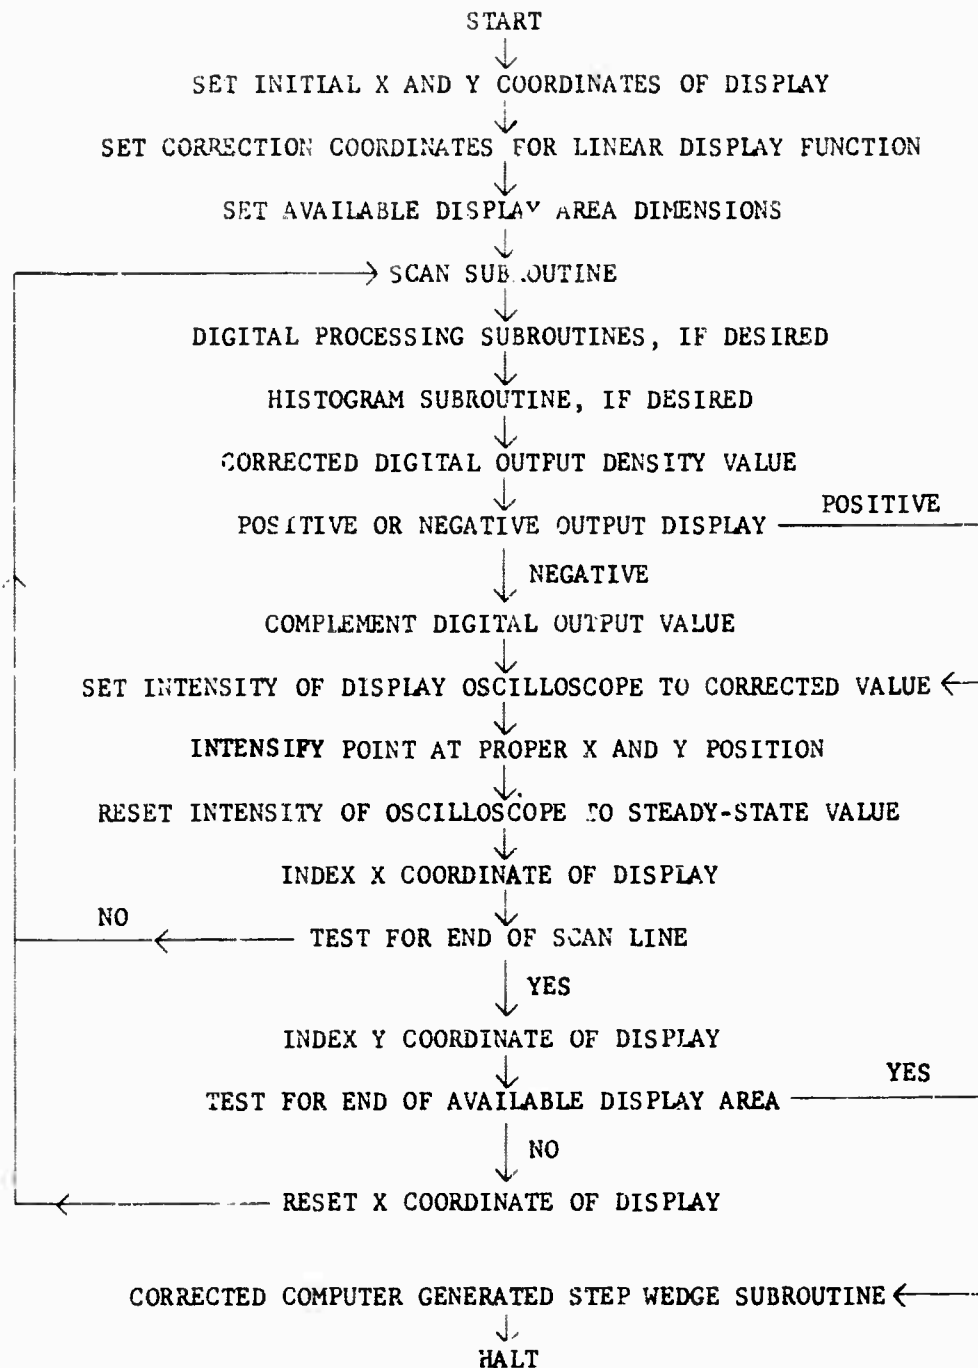 START
SET INITIAL X AND Y COORDINATES OF DISPLAY
SET CORRECTION COORDINATES FOR LINEAR DISPLAY FUNCTION
SET AVAILABLE DISPLAY AREA DIMENSIONS
SCAN SUBROUTINE
DIGITAL PROCESSING SUBROUTINES, IF DESIRED
HISTOGRAM SUBROUTINE, IF DESIRED
CORRECTED DIGITAL OUTPUT DENSITY VALUE
POSITIVE OR NEGATIVE OUTPUT DISPLAY
POSITIVE
NEGATIVE
COMPLEMENT DIGITAL OUTPUT VALUE
SET INTENSITY OF DISPLAY OSCILLOSCOPE TO CORRECTED VALUE
INTENSIFY POINT AT PROPER X AND Y POSITION
RESET INTENSITY OF OSCILLOSCOPE TO STEADY-STATE VALUE
INDEX X COORDINATE OF DISPLAY
NO
TEST FOR END OF SCAN LINE
YES
INDEX Y COORDINATE OF DISPLAY
YES
TEST FOR END OF AVAILABLE DISPLAY AREA
NO
RESET X COORDINATE OF DISPLAY
CORRECTED COMPUTER GENERATED STEP WEDGE SUBROUTINE
HALT